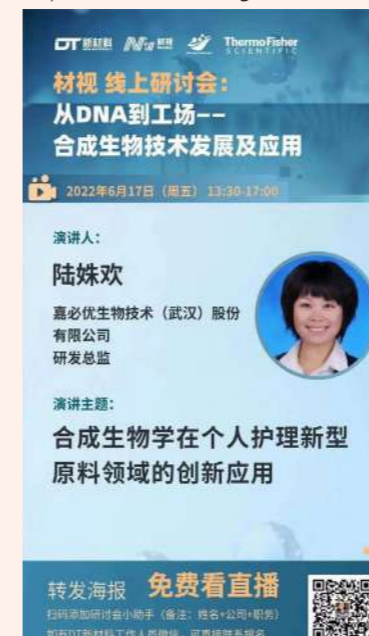 DT新材料 ThermoFisher
SCIENTIFIC
材视 线上研讨会：
从DNA到工场——
合成生物技术发展及应用
2022年6月17日（周五）13:30-17:00
演讲人：
陆姝欢
嘉必优生物技术（武汉）股份
有限公司
研发总监
演讲主题：
合成生物学在个人护理新型
原料领域的创新应用
转发海报 免费看直播
扫码添加研讨会小助手（备注：姓名+公司+职务）